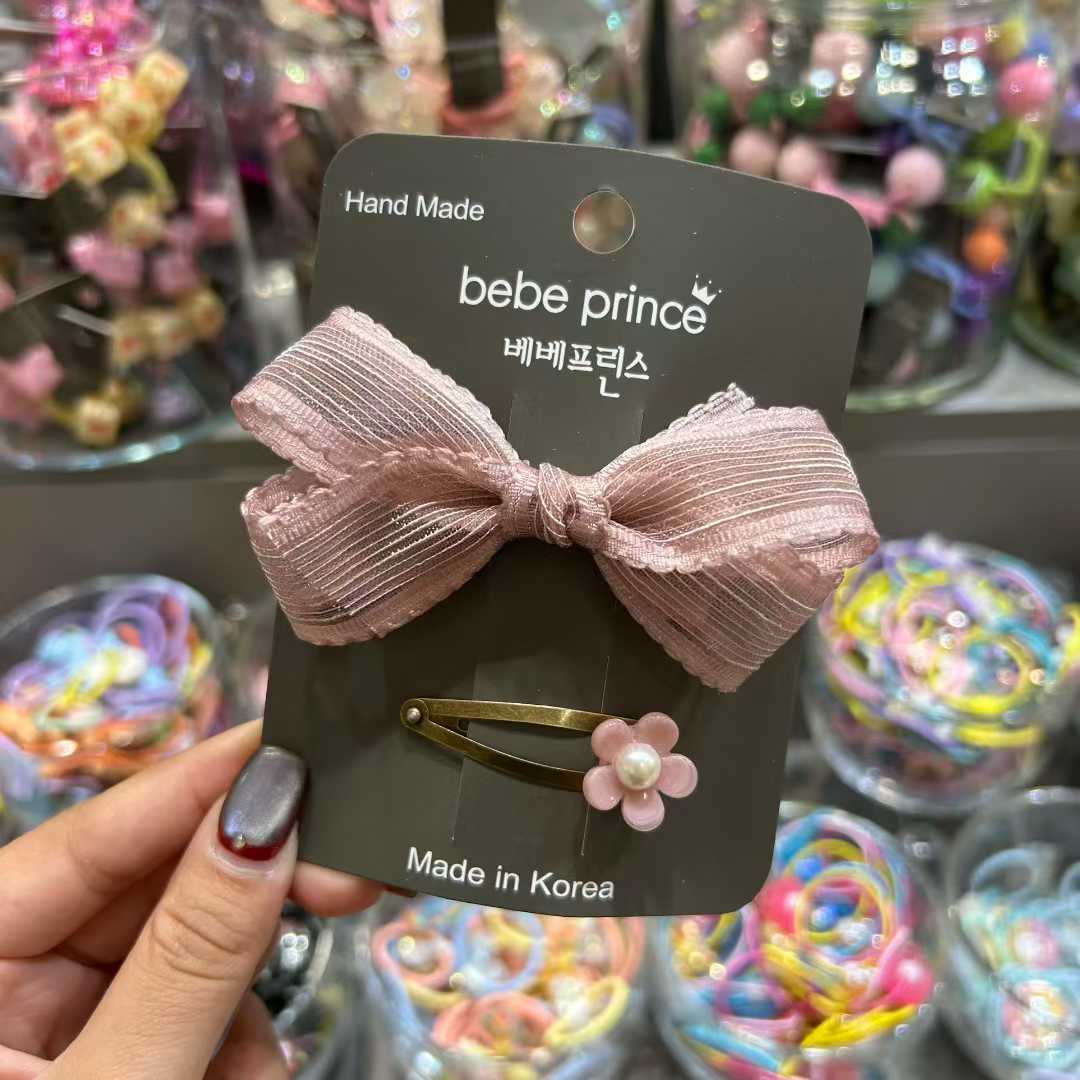 Hand Made
bebe prince
베베프린스
Made in Korea